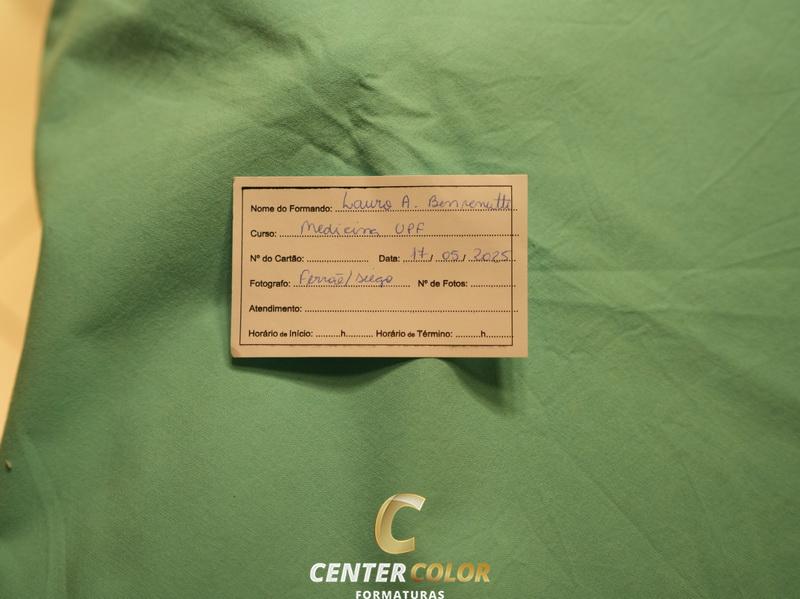 Nome do Formando: Lauro A. Benvenutti
Curso: Medicina UPF
Nº do Cartão: Data: 17/05/2025
Fotografo: Ferrão/Diego Nº de Fotos:
Atendimento:
Horário de Início: h Horário de Término: h
C
CENTER COLOR
FORMATURAS